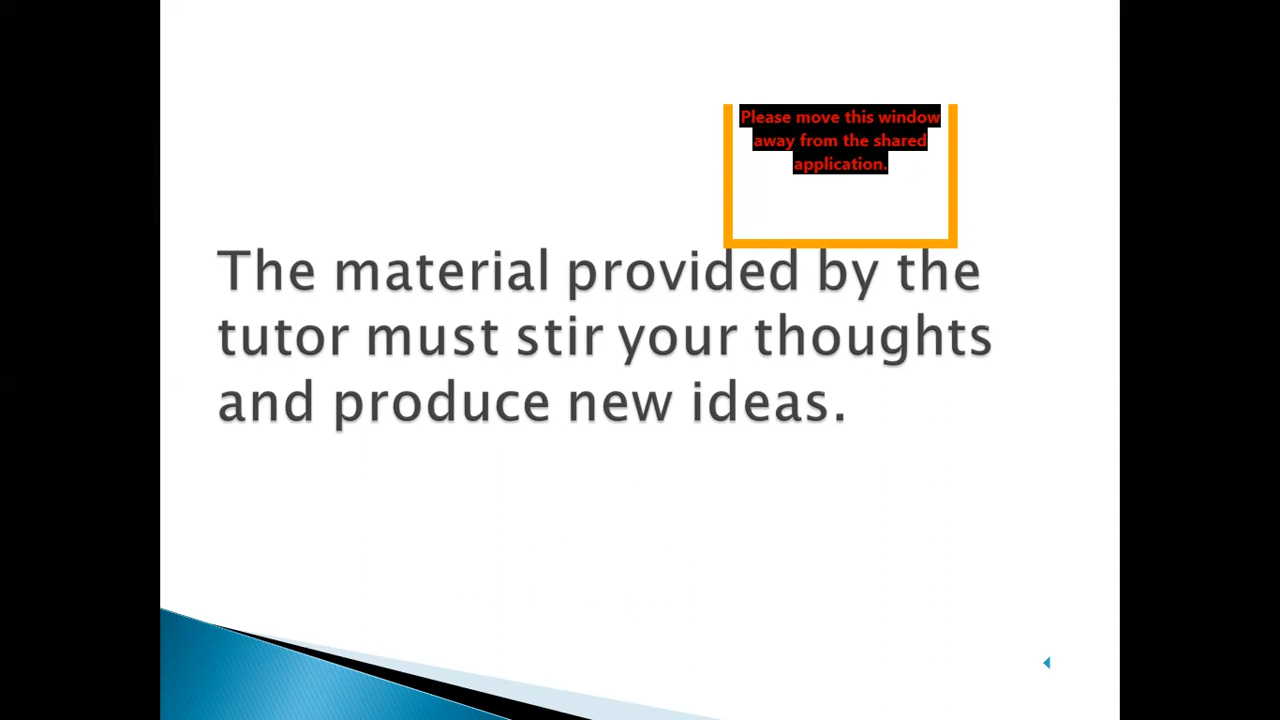 Please move this window
away from the shared
application.
The material provided by the
tutor must stir your thoughts
and produce new ideas.